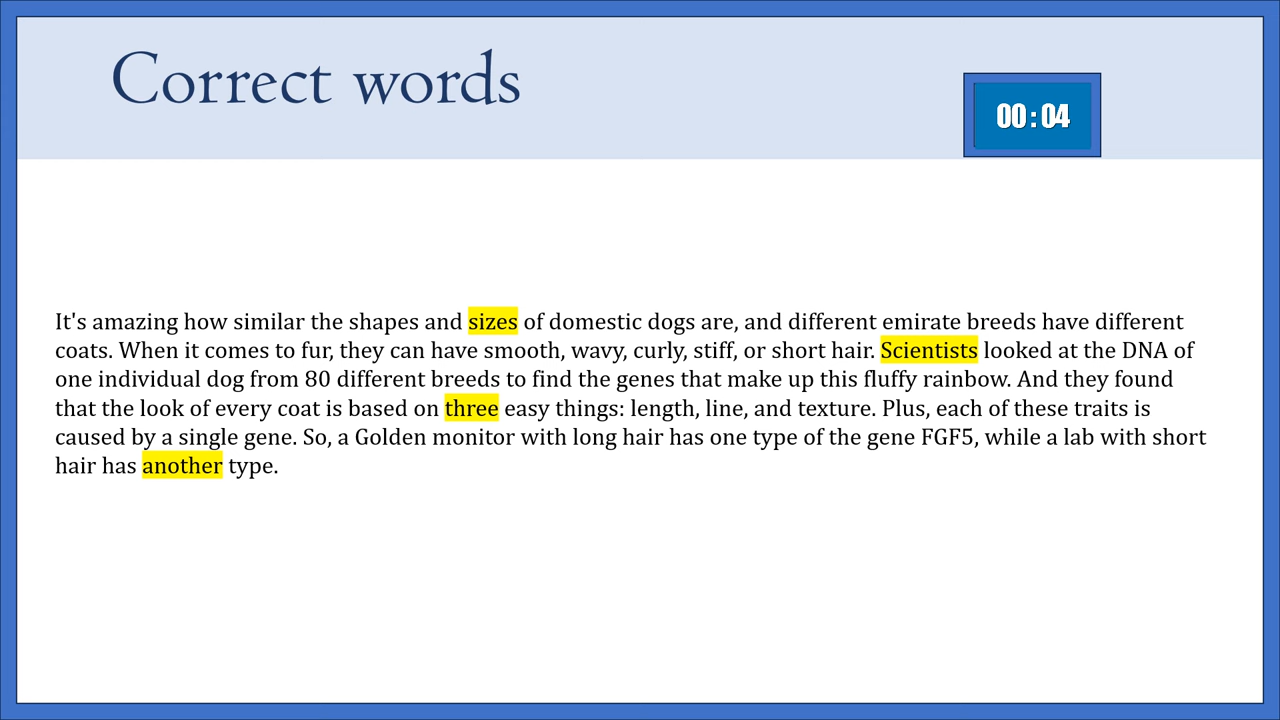 Correct words
00:04
It's amazing how similar the shapes and sizes of domestic dogs are, and different emirate breeds have different
coats. When it comes to fur, they can have smooth, wavy, curly, stiff, or short hair. Scientists looked at the DNA of
one individual dog from 80 different breeds to find the genes that make up this fluffy rainbow. And they found
that the look of every coat is based on three easy things: length, line, and texture. Plus, each of these traits is
caused by a single gene. So, a Golden monitor with long hair has one type of the gene FGF5, while a lab with short
hair has another type.